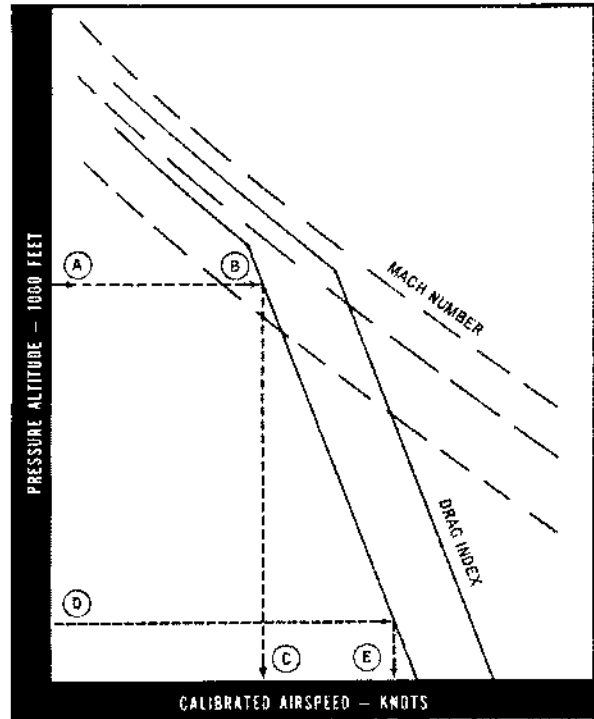 MACH NUMBER
A
B
PRESSURE ALTITUDE — 1000 FEET
DRAG INDEX
D
C
E
CALIBRATED AIRSPEED — KNOTS